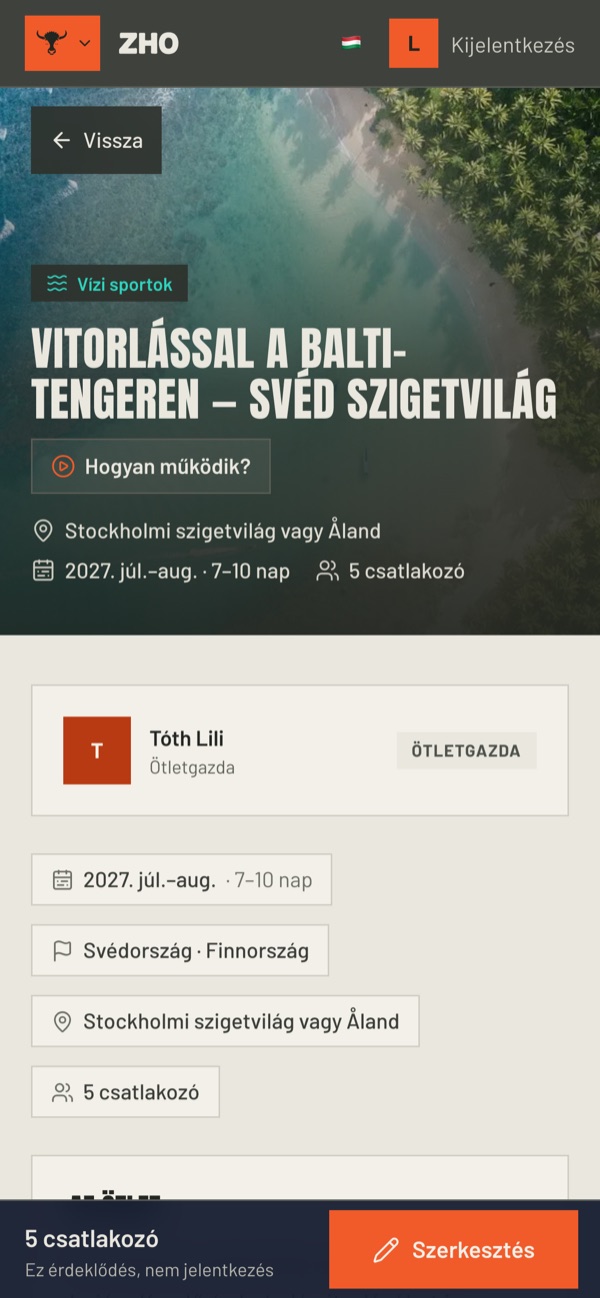 ZHO
L
Kijelentkezés
Vissza
Vízi sportok
VITORLÁSSAL A BALTI-
TENGEREN – SVÉD SZIGETVILÁG
Hogyan működik?
Stockholmi szigetvilág vagy Åland
2027. júl.–aug. · 7–10 nap 5 csatlakozó
T
Tóth Lili
Ötletgazda
ÖTLETGAZDA
2027. júl.–aug. · 7–10 nap
Svédország · Finnország
Stockholmi szigetvilág vagy Åland
5 csatlakozó
5 csatlakozó
Ez érdeklődés, nem jelentkezés
Szerkesztés